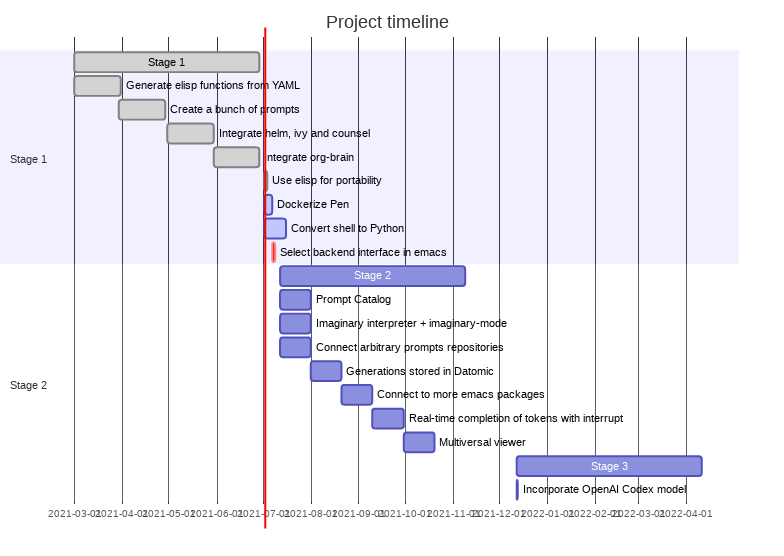 Project timeline
Stage 1
Generate elisp functions from YAML
Create a bunch of prompts
Integrate helm, ivy and counsel
Integrate org-brain
Stage 1
Use elisp for portability
Dockerize Pen
Convert shell to Python
Select backend interface in emacs
Stage 2
Prompt Catalog
Imaginary interpreter + imaginary-mode
Connect arbitrary prompts repositories
Generations stored in Datomic
Stage 2
Connect to more emacs packages
Real-time completion of tokens with interrupt
Multiversal viewer
Stage 3
Incorporate OpenAI Codex model
2021-03-01 2021-04-01 2021-05-01 2021-06-01 2021-07-01 2021-08-01 2021-09-01 2021-10-01 2021-11-01 2021-12-01 2022-01-01 2022-02-01 2022-03-01 2022-04-01